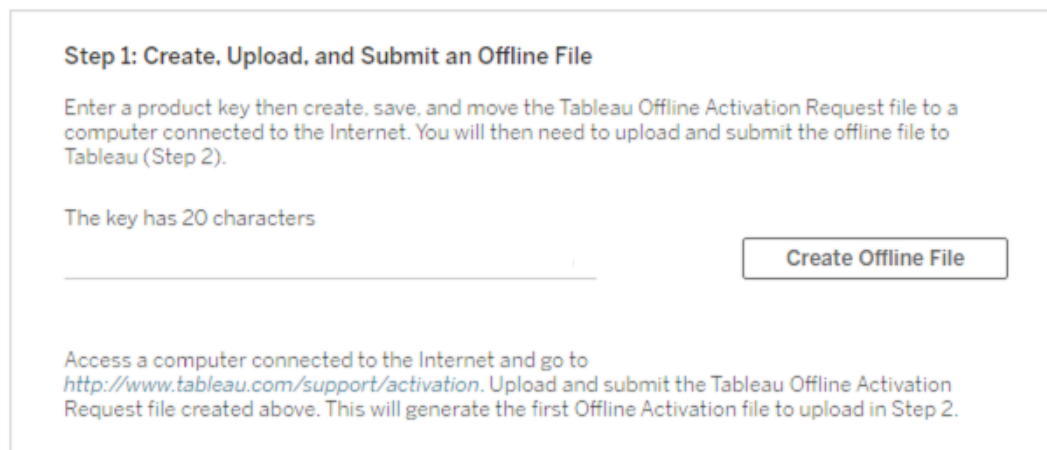 Step 1: Create, Upload, and Submit an Offline File
Enter a product key then create, save, and move the Tableau Offline Activation Request file to a
computer connected to the Internet. You will then need to upload and submit the offline file to
Tableau (Step 2).
The key has 20 characters
Create Offline File
Access a computer connected to the Internet and go to
http://www.tableau.com/support/activation. Upload and submit the Tableau Offline Activation
Request file created above. This will generate the first Offline Activation file to upload in Step 2.